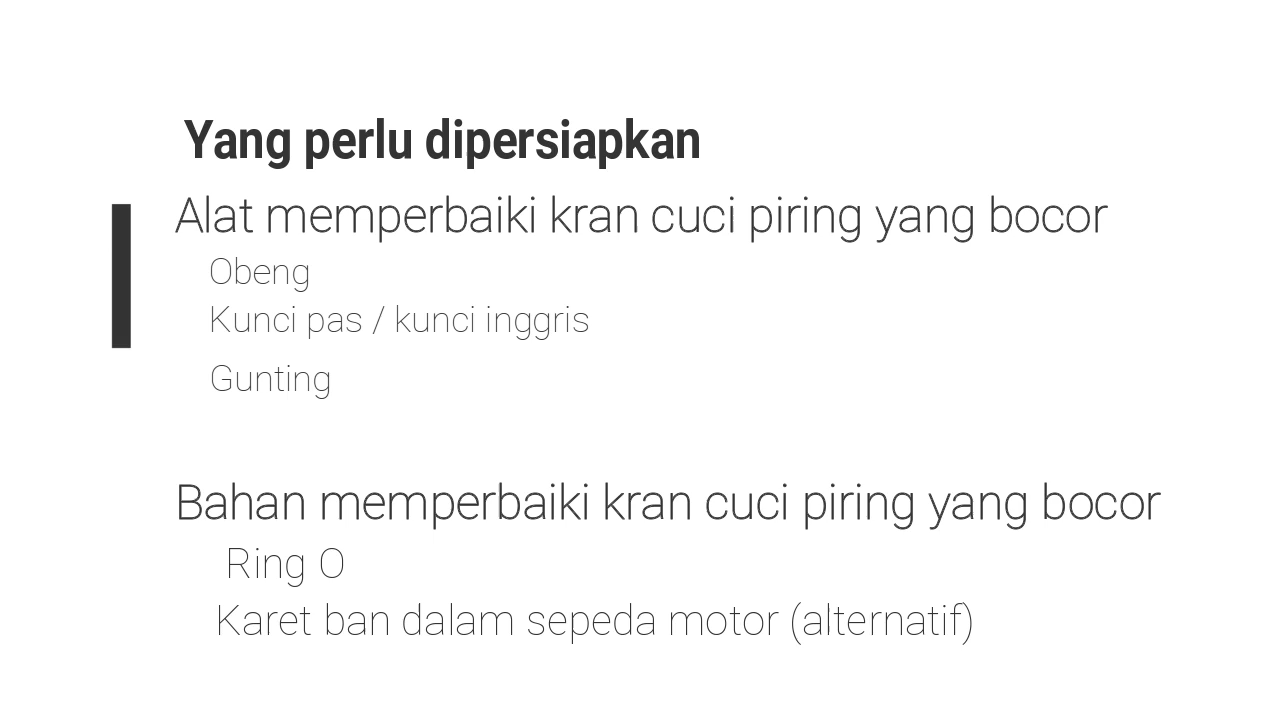 Yang perlu dipersiapkan
Alat memperbaiki kran cuci piring yang bocor
Obeng
Kunci pas / kunci inggris
Gunting
Bahan memperbaiki kran cuci piring yang bocor
Ring O
Karet ban dalam sepeda motor (alternatif)